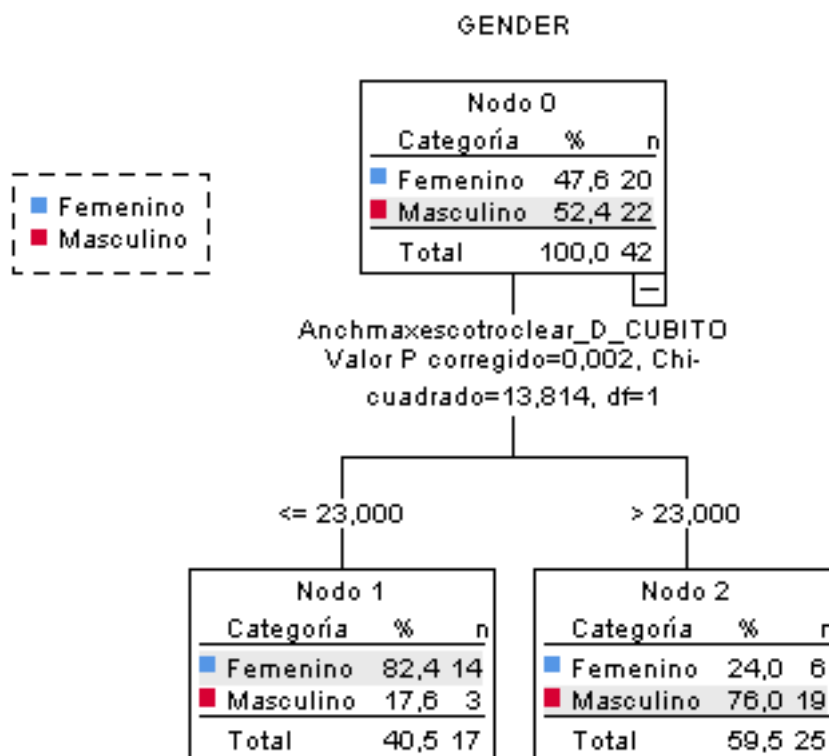 GENDER
Femenino
Masculino
Nodo 0
Categoría % n
Femenino 47,6 20
Masculino 52,4 22
Total 100,0 42
Anchmaxescotroclear_D_CUBITO
Valor P corregido=0,002, Chi-
cuadrado=13,814, df=1
<= 23,000
> 23,000
Nodo 1
Categoría % n
Femenino 82,4 14
Masculino 17,6 3
Total 40,5 17
Nodo 2
Categoría % n
Femenino 24,0 6
Masculino 76,0 19
Total 59,5 25